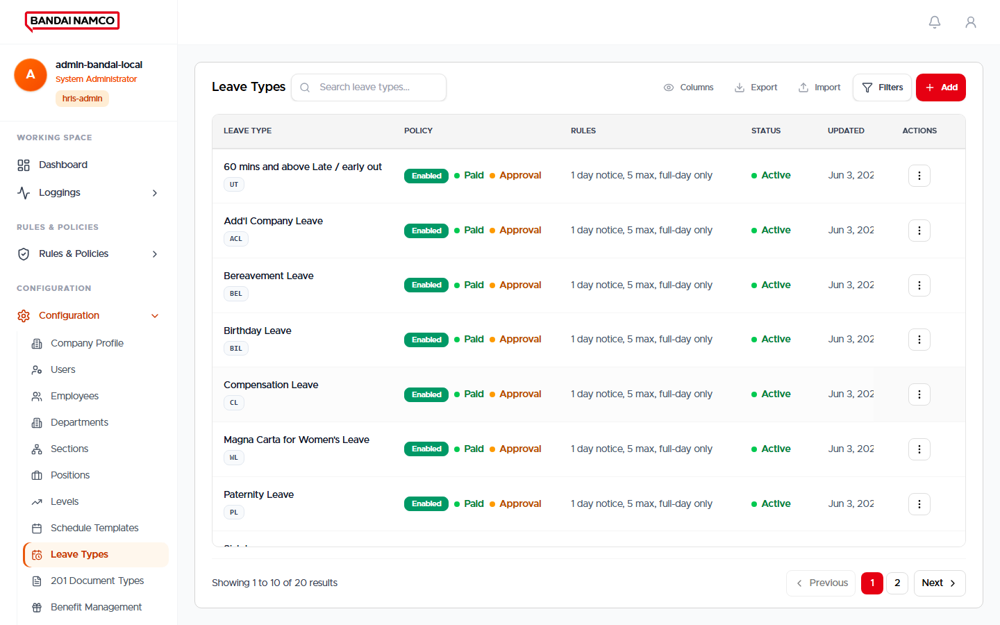 BANDAI NAMCO
A
admin-bandai-local
System Administrator
hris-admin
WORKING SPACE
Dashboard
Loggings
RULES & POLICIES
Rules & Policies
CONFIGURATION
Configuration
Company Profile
Users
Employees
Departments
Sections
Positions
Levels
Schedule Templates
Leave Types
201 Document Types
Benefit Management
Leave Types
Search leave types...
Columns
Export
Import
Filters
Add
LEAVE TYPE POLICY RULES STATUS UPDATED ACTIONS
60 mins and above Late / early out
UT
Enabled Paid Approval 1 day notice, 5 max, full-day only Active Jun 3, 202
Add'l Company Leave
ACL
Enabled Paid Approval 1 day notice, 5 max, full-day only Active Jun 3, 202
Bereavement Leave
BEL
Enabled Paid Approval 1 day notice, 5 max, full-day only Active Jun 3, 202
Birthday Leave
BIL
Enabled Paid Approval 1 day notice, 5 max, full-day only Active Jun 3, 202
Compensation Leave
CL
Enabled Paid Approval 1 day notice, 5 max, full-day only Active Jun 3, 202
Magna Carta for Women's Leave
WL
Enabled Paid Approval 1 day notice, 5 max, full-day only Active Jun 3, 202
Paternity Leave
PL
Enabled Paid Approval 1 day notice, 5 max, full-day only Active Jun 3, 202
Showing 1 to 10 of 20 results
Previous 1 2 Next